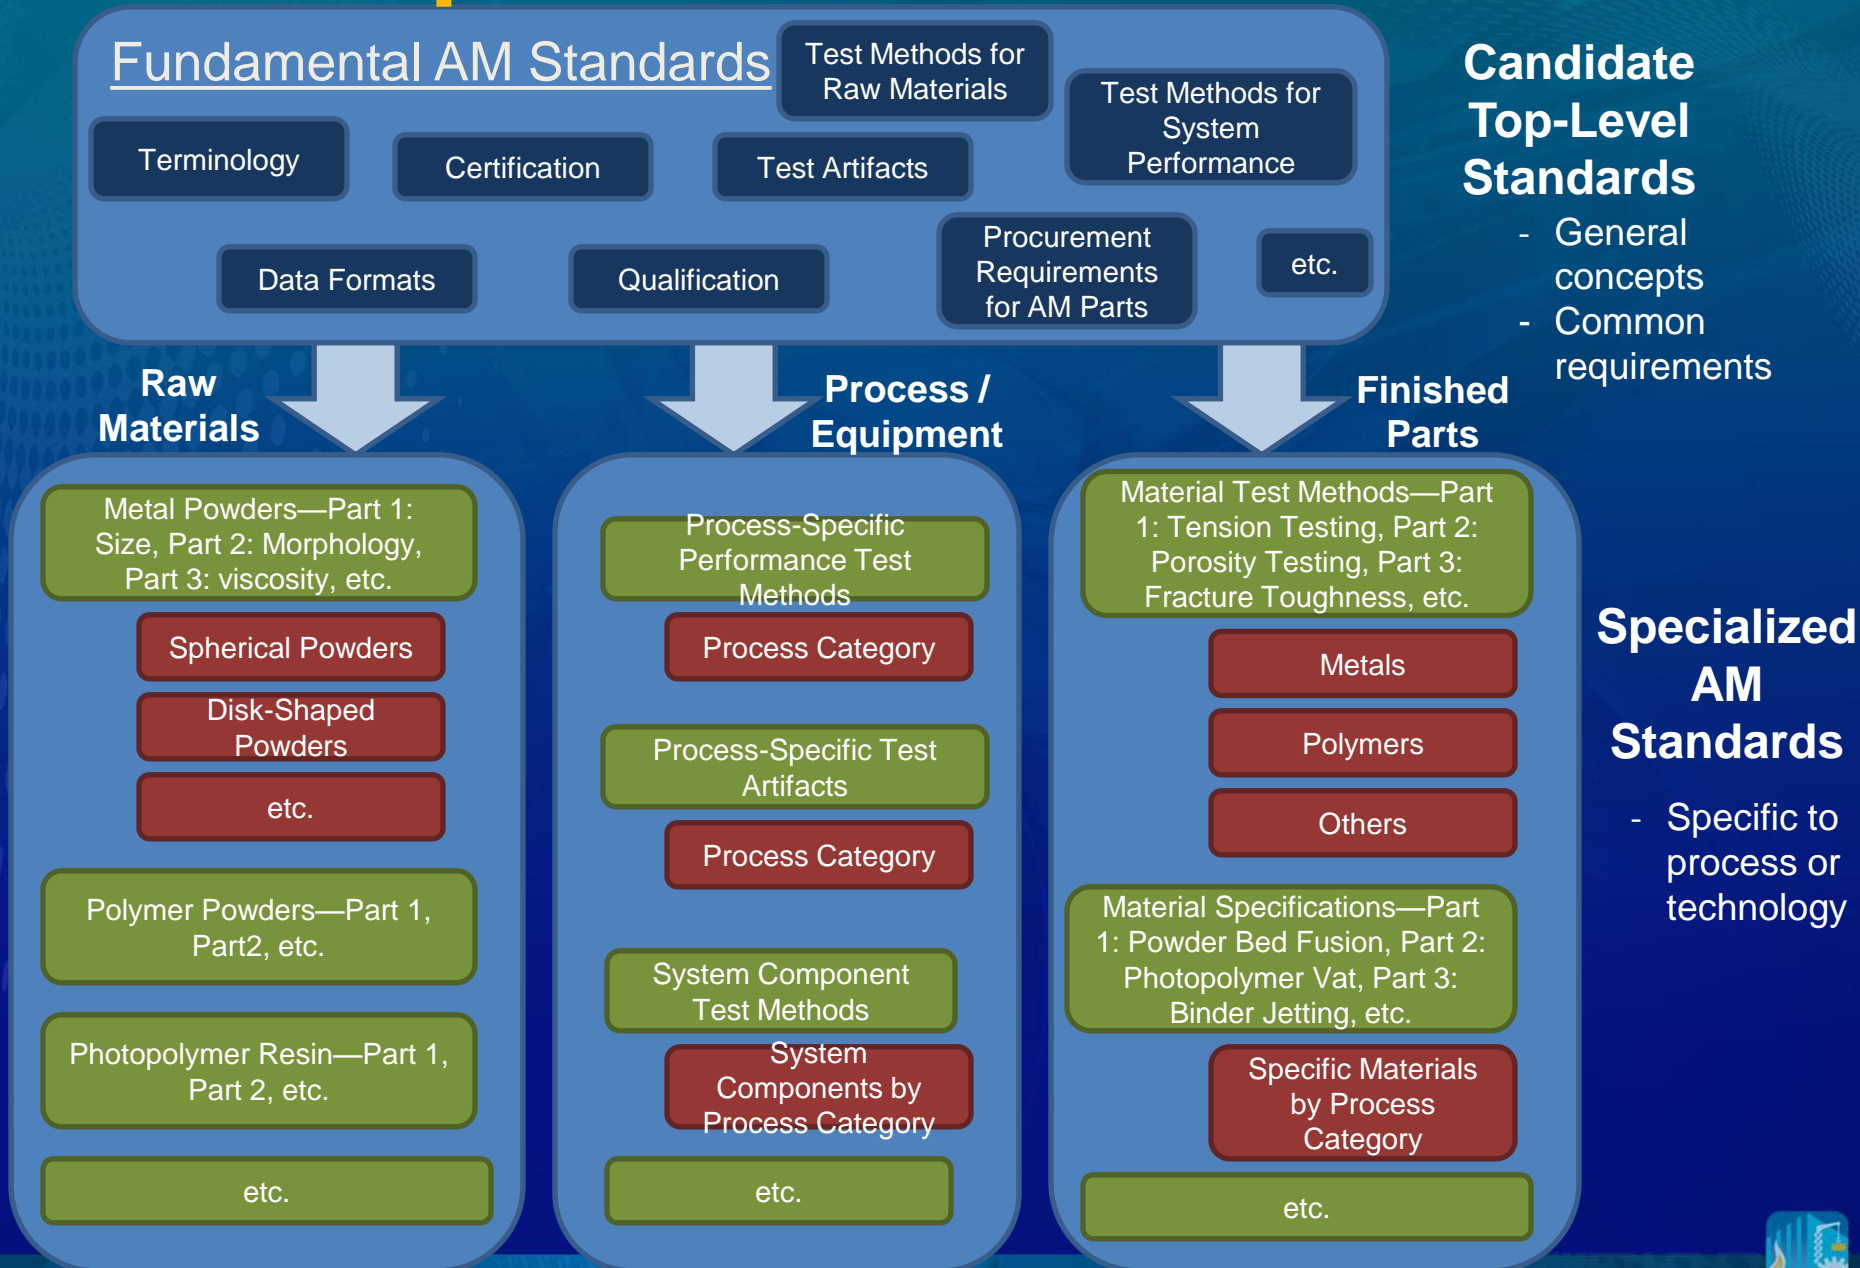 Fundamental AM Standards
Test Methods for
Raw Materials
Test Methods for
System
Performance
Terminology
Certification
Test Artifacts
Data Formats
Qualification
Procurement
Requirements
for AM Parts
etc.
Candidate
Top-Level
Standards
- General
concepts
- Common
requirements
Raw
Materials
Process /
Equipment
Finished
Parts
Metal Powders—Part 1:
Size, Part 2: Morphology,
Part 3: viscosity, etc.
Spherical Powders
Disk-Shaped
Powders
etc.
Polymer Powders—Part 1,
Part2, etc.
Photopolymer Resin—Part 1,
Part 2, etc.
etc.
Process-Specific
Performance Test
Methods
Process Category
Process-Specific Test
Artifacts
Process Category
System Component
Test Methods
System
Components by
Process Category
etc.
Material Test Methods—Part
1: Tension Testing, Part 2:
Porosity Testing, Part 3:
Fracture Toughness, etc.
Metals
Polymers
Others
Material Specifications—Part
1: Powder Bed Fusion, Part 2:
Photopolymer Vat, Part 3:
Binder Jetting, etc.
Specific Materials
by Process
Category
etc.
Specialized
AM
Standards
- Specific to
process or
technology